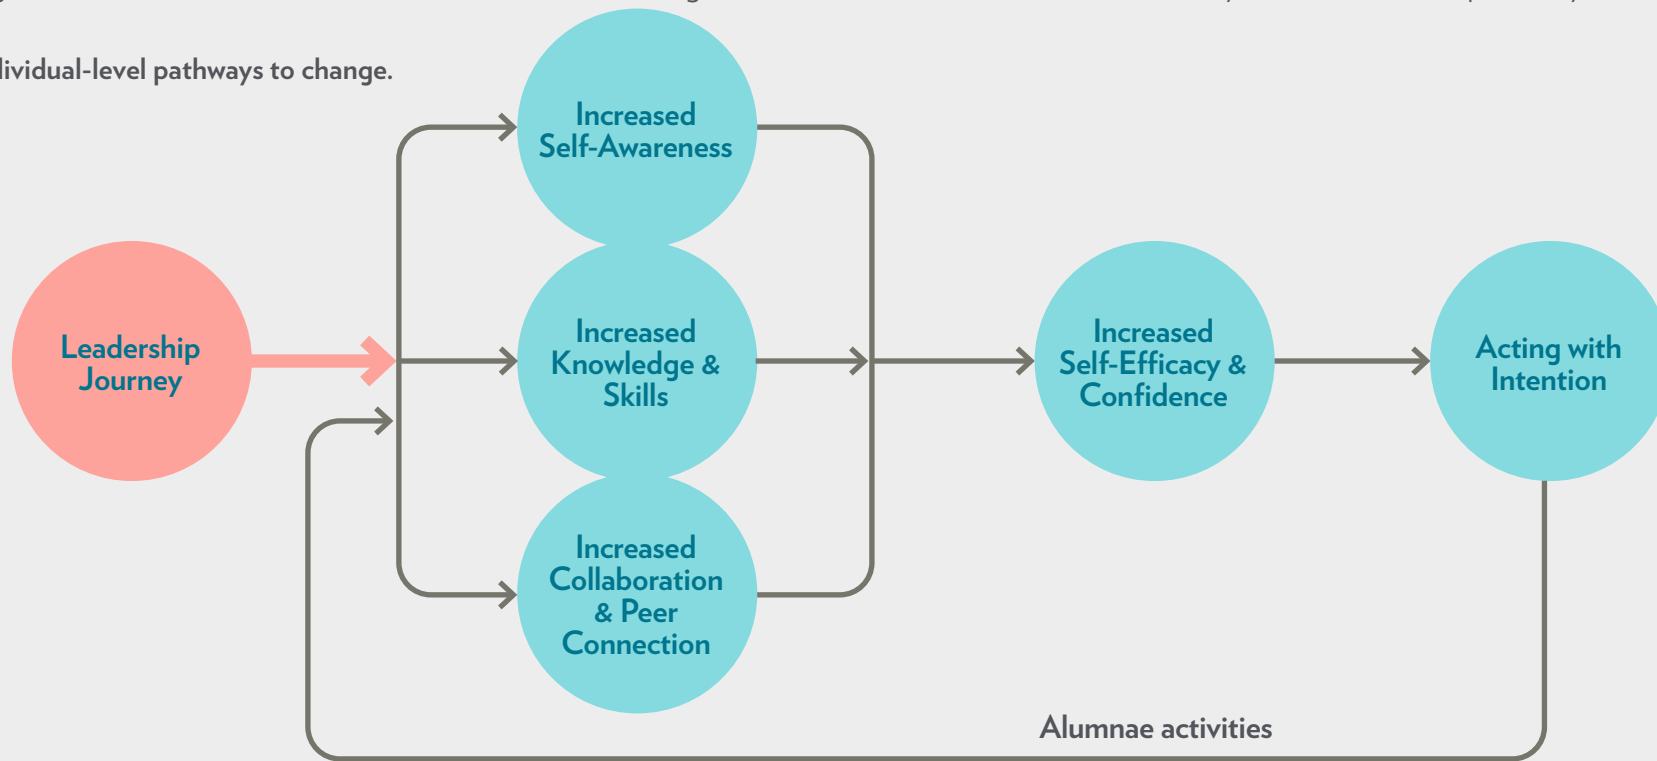 dividual-level pathways to change.
Increased
Self-Awareness
Leadership
Journey
Increased
Knowledge &
Skills
Increased
Self-Efficacy &
Confidence
Acting with
Intention
Increased
Collaboration
& Peer
Connection
Alumnae activities